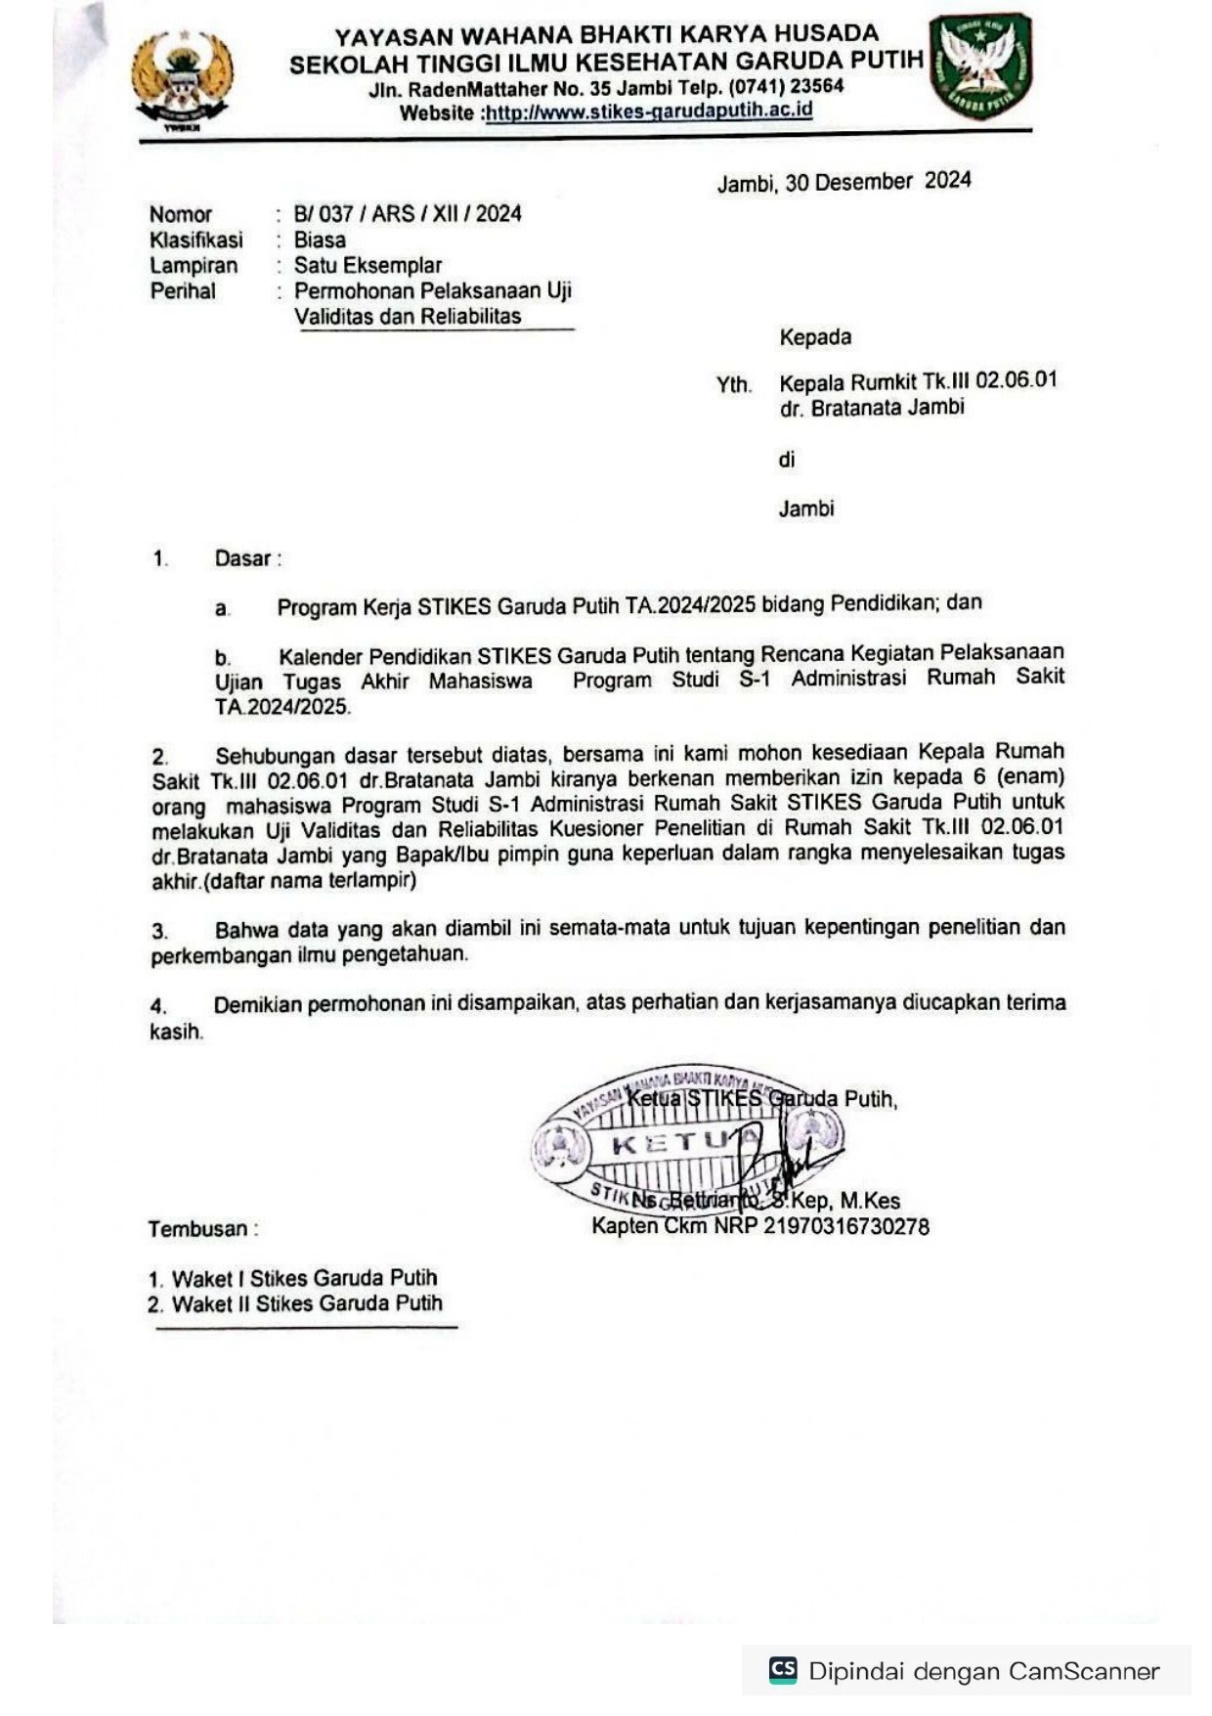 YAYASAN WAHANA BHAKTI KARYA HUSADA
SEKOLAH TINGGI ILMU KESEHATAN GARUDA PUTIH
Jln. RadenMattaher No. 35 Jambi Telp. (0741) 23564
Website :http://www.stikes-garudaputih.ac.id
YWBKH
GARUDA PUTIH
Jambi, 30 Desember 2024
Nomor : B/ 037 / ARS / XII / 2024
Klasifikasi : Biasa
Lampiran : Satu Eksemplar
Perihal : Permohonan Pelaksanaan Uji
Validitas dan Reliabilitas
Kepada
Yth. Kepala Rumkit Tk.III 02.06.01
dr. Bratanata Jambi
di
Jambi
1. Dasar :
a. Program Kerja STIKES Garuda Putih TA.2024/2025 bidang Pendidikan; dan
b. Kalender Pendidikan STIKES Garuda Putih tentang Rencana Kegiatan Pelaksanaan
Ujian Tugas Akhir Mahasiswa Program Studi S-1 Administrasi Rumah Sakit
TA.2024/2025.
2. Sehubungan dasar tersebut diatas, bersama ini kami mohon kesediaan Kepala Rumah
Sakit Tk.III 02.06.01 dr.Bratanata Jambi kiranya berkenan memberikan izin kepada 6 (enam)
orang mahasiswa Program Studi S-1 Administrasi Rumah Sakit STIKES Garuda Putih untuk
melakukan Uji Validitas dan Reliabilitas Kuesioner Penelitian di Rumah Sakit Tk.III 02.06.01
dr.Bratanata Jambi yang Bapak/Ibu pimpin guna keperluan dalam rangka menyelesaikan tugas
akhir.(daftar nama terlampir)
3. Bahwa data yang akan diambil ini semata-mata untuk tujuan kepentingan penelitian dan
perkembangan ilmu pengetahuan.
4. Demikian permohonan ini disampaikan, atas perhatian dan kerjasamanya diucapkan terima
kasih.
YAYASAN WAHANA BHAKTI KARYA
Ketua STIKES Garuda Putih,
KETUA
Ns. Bettrianto, S.Kep, M.Kes
Kapten Ckm NRP 21970316730278
Tembusan :
1. Waket I Stikes Garuda Putih
2. Waket II Stikes Garuda Putih
CS Dipindai dengan CamScanner